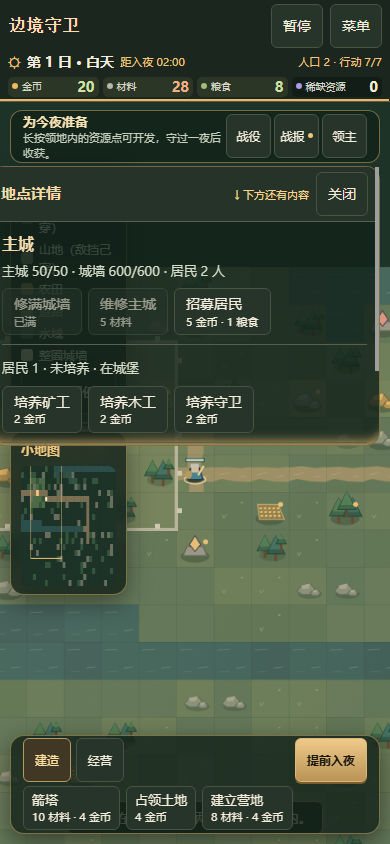 边境守卫
暂停
菜单
第 1 日 • 白天 距入夜 02:00
人口 2 · 行动 7/7
金币 20
材料 28
粮食 8
稀缺资源 0
为今夜准备
长按领地内的资源点可开发，守过一夜后收获。
战役
战报
领主
地点详情
↓下方还有内容
关闭
主城
主城 50/50 · 城墙 600/600 · 居民 2 人
修满城墙
已满
维修主城
5 材料
招募居民
5 金币 · 1 粮食
居民 1 · 未培养 · 在城堡
培养矿工
2 金币
培养木工
2 金币
培养守卫
2 金币
小地图
建造
经营
提前入夜
箭塔
10 材料 · 4 金币
占领土地
4 金币
建立营地
8 材料 · 4 金币